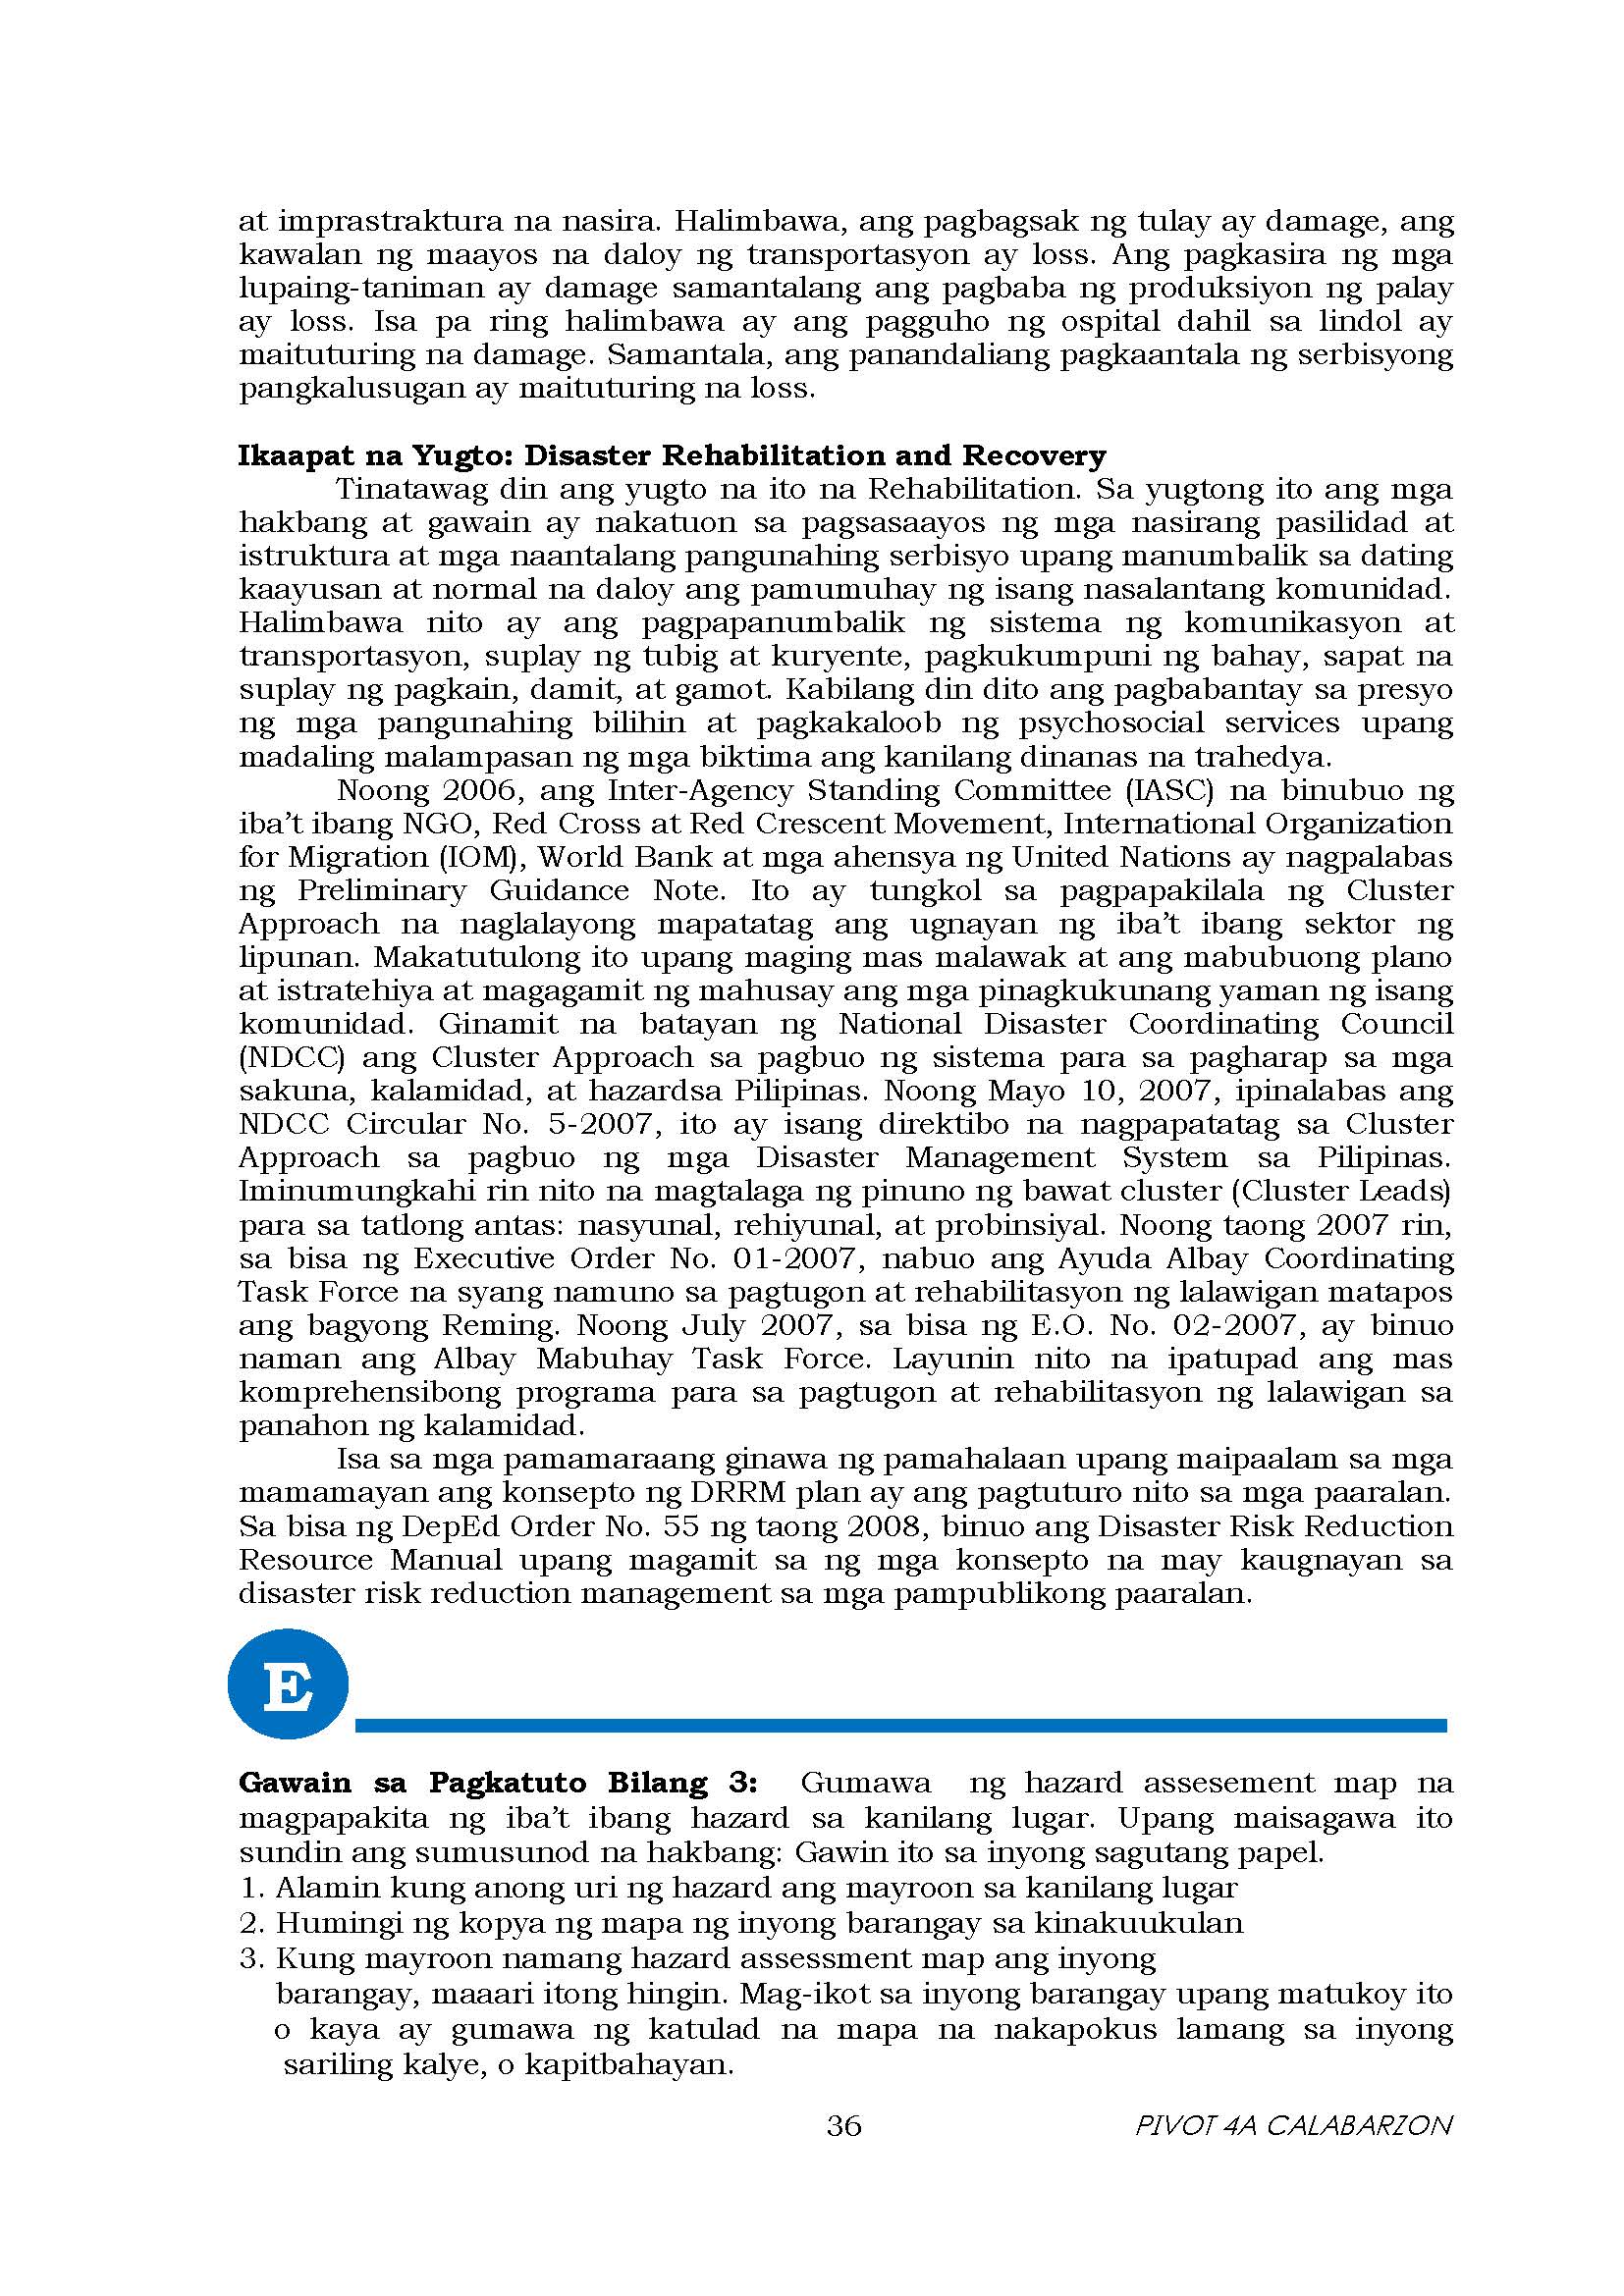 at imprastraktura na nasira. Halimbawa, ang pagbagsak ng tulay ay damage, ang
kawalan ng maayos na daloy ng transportasyon ay loss. Ang pagkasira ng mga
lupaing-taniman ay damage samantalang ang pagbaba ng produksiyon ng palay
ay loss. Isa pa ring halimbawa ay ang pagguho ng ospital dahil sa lindol ay
maituturing na damage. Samantala, ang panandaliang pagkaantala ng serbisyong
pangkalusugan ay maituturing na loss.
Ikaapat na Yugto: Disaster Rehabilitation and Recovery
Tinatawag din ang yugto na ito na Rehabilitation. Sa yugtong ito ang mga
hakbang at gawain ay nakatuon sa pagsasaayos ng mga nasirang pasilidad at
istruktura at mga naantalang pangunahing serbisyo upang manumbalik sa dating
kaayusan at normal na daloy ang pamumuhay ng isang nasalantang komunidad.
Halimbawa nito ay ang pagpapanumbalik ng sistema ng komunikasyon at
transportasyon, suplay ng tubig at kuryente, pagkukumpuni ng bahay, sapat na
suplay ng pagkain, damit, at gamot. Kabilang din dito ang pagbabantay sa presyo
ng mga pangunahing bilihin at pagkakaloob ng psychosocial services upang
madaling malampasan ng mga biktima ang kanilang dinanas na trahedya.
Noong 2006, ang Inter-Agency Standing Committee (IASC) na binubuo ng
iba’t ibang NGO, Red Cross at Red Crescent Movement, International Organization
for Migration (IOM), World Bank at mga ahensya ng United Nations ay nagpalabas
ng Preliminary Guidance Note. Ito ay tungkol sa pagpapakilala ng Cluster
Approach na naglalayong mapatatag ang ugnayan ng iba’t ibang sektor ng
lipunan. Makatutulong ito upang maging mas malawak at ang mabubuong plano
at istratehiya at magagamit ng mahusay ang mga pinagkukunang yaman ng isang
komunidad. Ginamit na batayan ng National Disaster Coordinating Council
(NDCC) ang Cluster Approach sa pagbuo ng sistema para sa pagharap sa mga
sakuna, kalamidad, at hazardsa Pilipinas. Noong Mayo 10, 2007, ipinalabas ang
NDCC Circular No. 5-2007, ito ay isang direktibo na nagpapatatag sa Cluster
Approach sa pagbuo ng mga Disaster Management System sa Pilipinas.
Iminumungkahi rin nito na magtalaga ng pinuno ng bawat cluster (Cluster Leads)
para sa tatlong antas: nasyunal, rehiyunal, at probinsiyal. Noong taong 2007 rin,
sa bisa ng Executive Order No. 01-2007, nabuo ang Ayuda Albay Coordinating
Task Force na syang namuno sa pagtugon at rehabilitasyon ng lalawigan matapos
ang bagyong Reming. Noong July 2007, sa bisa ng E.O. No. 02-2007, ay binuo
naman ang Albay Mabuhay Task Force. Layunin nito na ipatupad ang mas
komprehensibong programa para sa pagtugon at rehabilitasyon ng lalawigan sa
panahon ng kalamidad.
Isa sa mga pamamaraang ginawa ng pamahalaan upang maipaalam sa mga
mamamayan ang konsepto ng DRRM plan ay ang pagtuturo nito sa mga paaralan.
Sa bisa ng DepEd Order No. 55 ng taong 2008, binuo ang Disaster Risk Reduction
Resource Manual upang magamit sa ng mga konsepto na may kaugnayan sa
disaster risk reduction management sa mga pampublikong paaralan.
E
Gawain sa Pagkatuto Bilang 3: Gumawa ng hazard assesement map na
magpapakita ng iba’t ibang hazard sa kanilang lugar. Upang maisagawa ito
sundin ang sumusunod na hakbang: Gawin ito sa inyong sagutang papel.
1. Alamin kung anong uri ng hazard ang mayroon sa kanilang lugar
2. Humingi ng kopya ng mapa ng inyong barangay sa kinakuukulan
3. Kung mayroon namang hazard assessment map ang inyong
barangay, maaari itong hingin. Mag-ikot sa inyong barangay upang matukoy ito
o kaya ay gumawa ng katulad na mapa na nakapokus lamang sa inyong
sariling kalye, o kapitbahayan.
36 PIVOT 4A CALABARZON